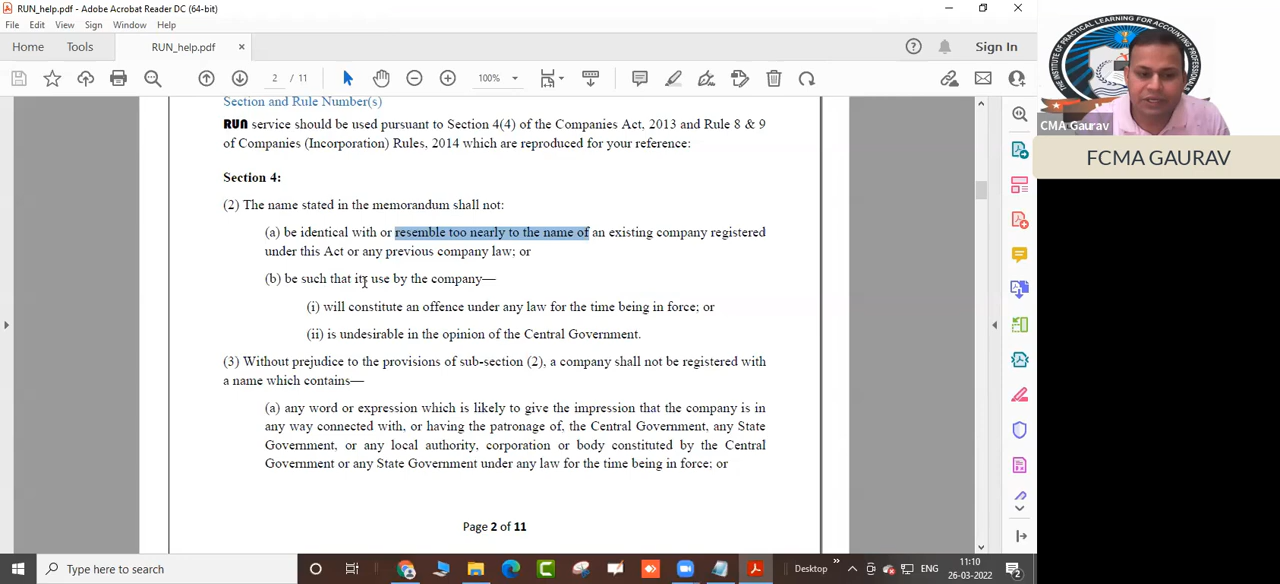 RUN_help.pdf - Adobe Acrobat Reader DC (64-bit)
File Edit View Sign Window Help
Home Tools RUN_help.pdf × Sign In
2 / 11 100%
Section and Rule Number(s)
RUN service should be used pursuant to Section 4(4) of the Companies Act, 2013 and Rule 8 & 9
of Companies (Incorporation) Rules, 2014 which are reproduced for your reference:
Section 4:
(2) The name stated in the memorandum shall not:
(a) be identical with or resemble too nearly to the name of an existing company registered
under this Act or any previous company law; or
(b) be such that its use by the company—
(i) will constitute an offence under any law for the time being in force; or
(ii) is undesirable in the opinion of the Central Government.
(3) Without prejudice to the provisions of sub-section (2), a company shall not be registered with
a name which contains—
(a) any word or expression which is likely to give the impression that the company is in
any way connected with, or having the patronage of, the Central Government, any State
Government, or any local authority, corporation or body constituted by the Central
Government or any State Government under any law for the time being in force; or
Page 2 of 11
THE INSTITUTE OF PRACTICAL LEARNING FOR ACCOUNTING PROFESSIONALS
CMA Gaurav
FCMA GAURAV
Type here to search
Desktop » ENG
11:10
26-03-2022
2